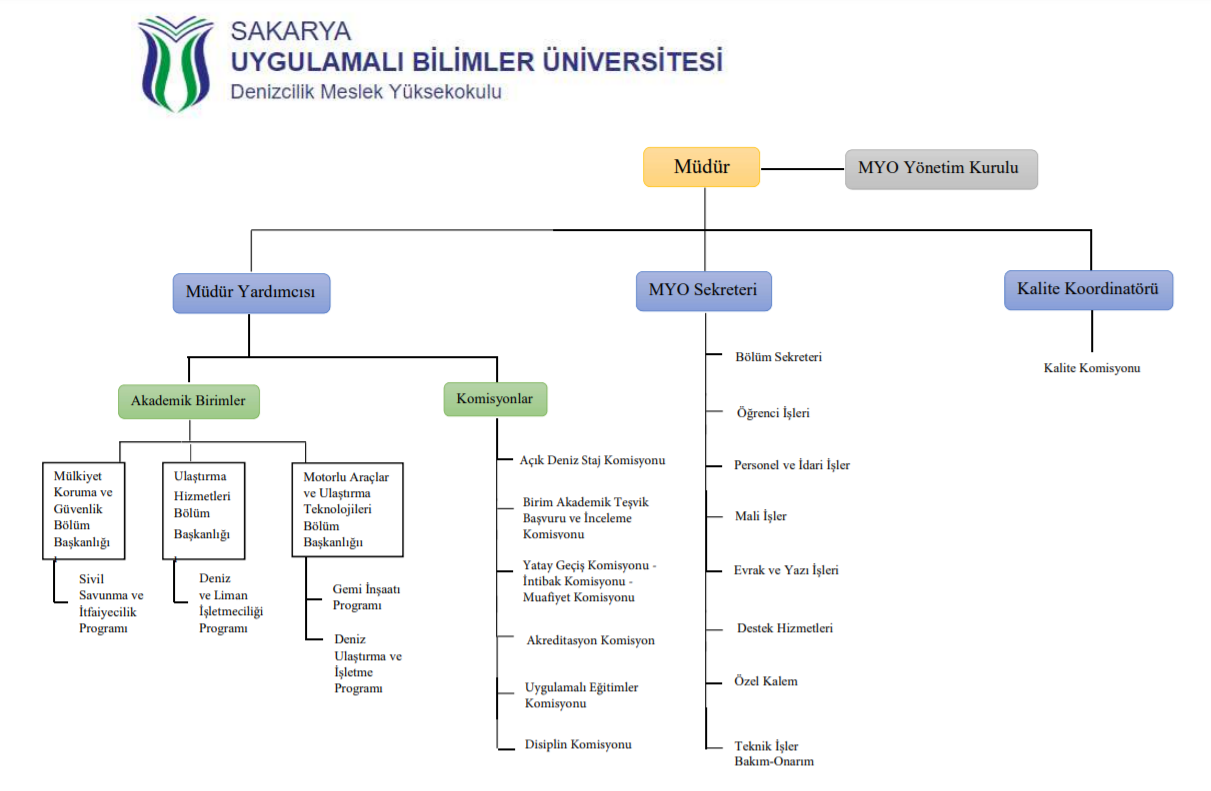 SAKARYA
UYGULAMALI BİLİMLER ÜNİVERSİTESİ
Denizcilik Meslek Yüksekokulu
Müdür
MYO Yönetim Kurulu
Müdür Yardımcısı
MYO Sekreteri
Kalite Koordinatörü
Kalite Komisyonu
Akademik Birimler
Komisyonlar
Mülkiyet
Koruma ve
Güvenlik
Bölüm
Başkanlığı
Ulaştırma
Hizmetleri
Bölüm
Başkanlığı
Motorlu Araçlar
ve Ulaştırma
Teknolojileri
Bölüm
Başkanlığıı
Sivil
Savunma ve
İtfaiyecilik
Programı
Deniz
ve Liman
İşletmeciliği
Programı
Gemi İnşaatı
Programı
Deniz
Ulaştırma ve
İşletme
Programı
Açık Deniz Staj Komisyonu
Birim Akademik Teşvik
Başvuru ve İnceleme
Komisyonu
Yatay Geçiş Komisyonu -
İntibak Komisyonu -
Muafiyet Komisyonu
Akreditasyon Komisyon
Uygulamalı Eğitimler
Komisyonu
Disiplin Komisyonu
Bölüm Sekreteri
Öğrenci İşleri
Personel ve İdari İşler
Mali İşler
Evrak ve Yazı İşleri
Destek Hizmetleri
Özel Kalem
Teknik İşler
Bakım-Onarım